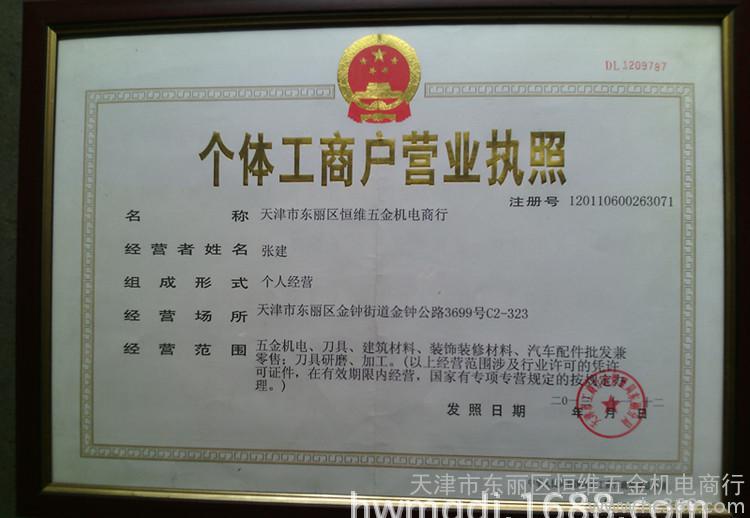 DL 1209787
个体工商户营业执照
注册号 120110600263071
名称 天津市东丽区恒维五金机电商行
经营者姓名 张建
组成形式 个人经营
经营场所 天津市东丽区金钟街道金钟公路3699号C2-323
经营范围 五金机电、刀具、建筑材料、装饰装修材料、汽车配件批发兼
零售；刀具研磨、加工。(以上经营范围涉及行业许可的凭许
可证件，在有效期限内经营，国家有专项专营规定的按规定办
理。)
发照日期 年 月 日
天津市东丽区恒维五金机电商行